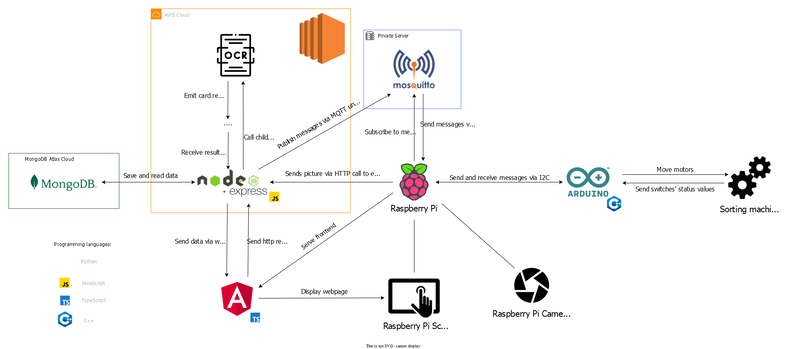 AWS Cloud
OCR
Private Server
mosquitto
Emit card re...
....
Receive result...
Call child...
Publish messages via MQTT un...
Subscribe to me...
Send messages v...
MongoDB Atlas Cloud
MongoDB.
Save and read data
node
JS
+ express
JS
Sends picture via HTTP call to e...
Raspberry Pi
Send and receive messages via I2C
ARDUINO
C++
Move motors
Send switches' status values
Sorting machi...
Send data via w...
Send http re...
Serve frontend
Programming languages:
Python
JS
JavaScript
TS
TypeScript
C++
C++
A
TS
Display webpage
Raspberry Pi Sc...
Raspberry Pi Came...
This is not SVG - cannot display